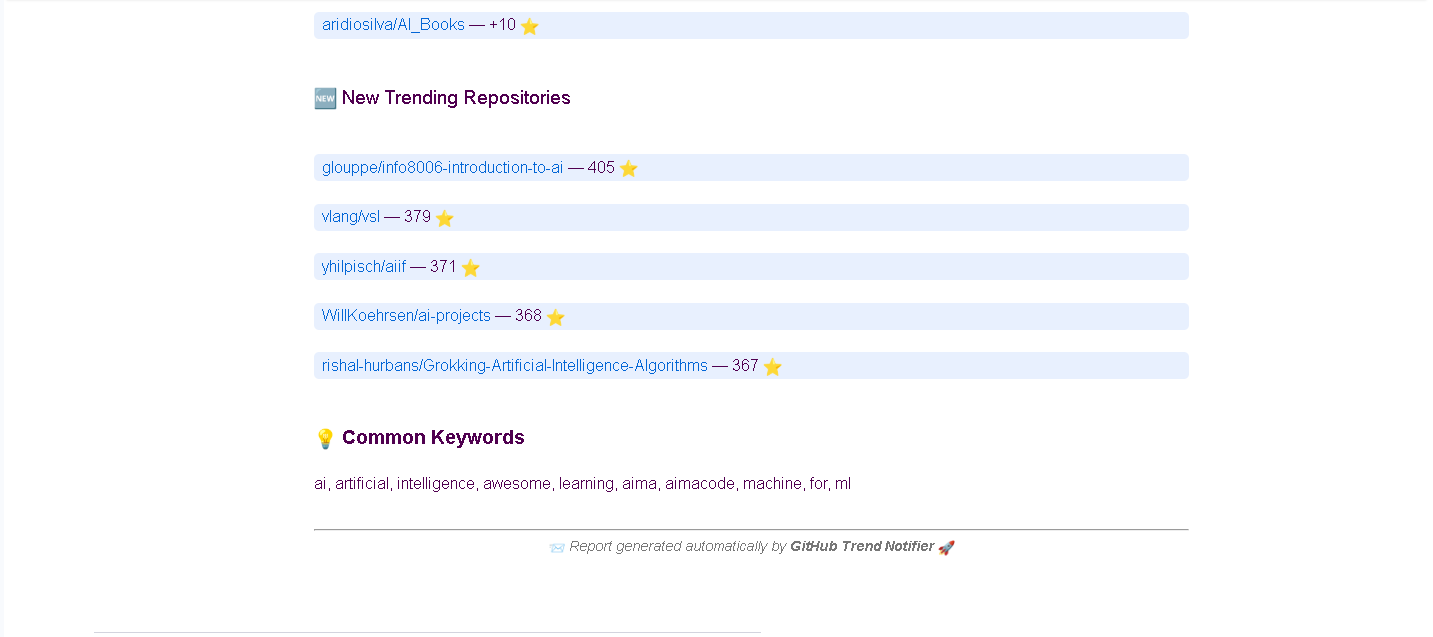 aridiosilva/AI_Books — +10 ⭐
🆕 New Trending Repositories
glouppe/info8006-introduction-to-ai — 405 ⭐
vlang/vsl — 379 ⭐
yhilpisch/aiif — 371 ⭐
WillKoehrsen/ai-projects — 368 ⭐
rishal-hurbans/Grokking-Artificial-Intelligence-Algorithms — 367 ⭐
💡 Common Keywords
ai, artificial, intelligence, awesome, learning, aima, aimacode, machine, for, ml
📨 Report generated automatically by GitHub Trend Notifier 🚀